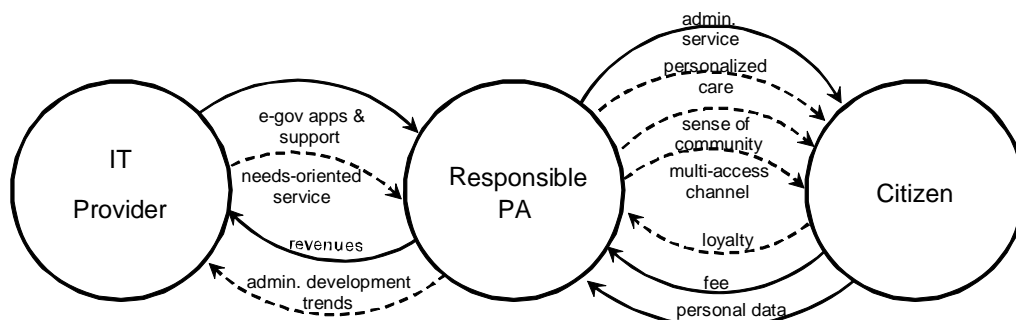 IT
Provider
e-gov apps &
support
needs-oriented
service
revenues
admin. development
trends
Responsible
PA
admin.
service
personalized
care
sense of
community
multi-access
channel
loyalty
fee
personal data
Citizen